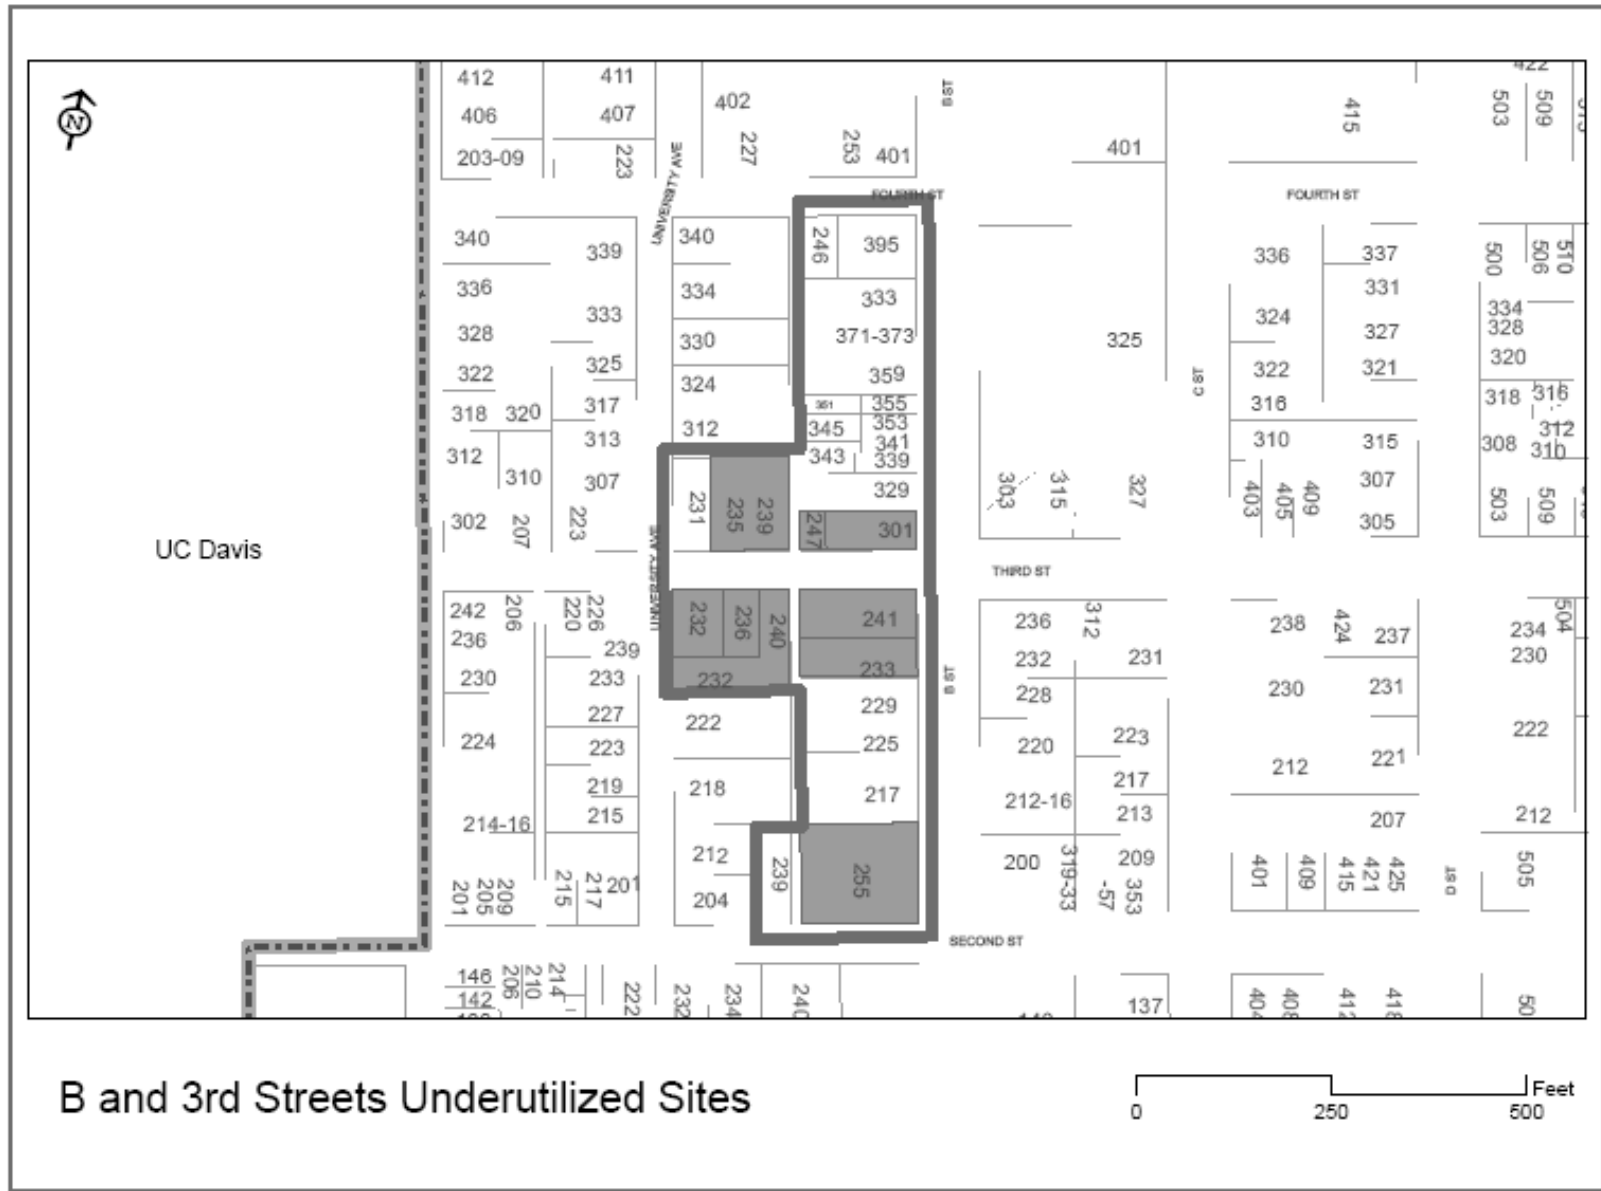 412 411 402 B ST 422
406 407 415 503 509
203-09 223 227 253 401 401
UNIVERSITY AVE
FOURTH ST FOURTH ST
340 339 340 246 395 336 337 500 506 510
336 334 333 331
328 333 330 371-373 325 324 327 334 328
322 325 324 359 C ST 322 321 320
318 320 317 351 355 316 318 316
312 313 312 345 353 341 310 315 308 312 310
310 307 343 339 307
231 235 239 329 303 315 327 403 405 409
302 207 223 247 301 305 503 509
UC Davis
UNIVERSITY AVE
THIRD ST
242 206 220 226 232 236 240 241 236 312 238 424 237 234 504
236 239 232 231 230
230 233 232 233 B ST 228 230 231
227 222 229
224 223 225 220 223 221 222
219 218 217 212-16 217 212
214-16 215 213 207 212
212 239 255 200 319-33 209 401 409 415 421 425 D ST 505
201 205 209 215 217 201 204 -57 353
SECOND ST
146 206 210 214 222 232 234 240 137 404 408 412 418
142
B and 3rd Streets Underutilized Sites
Feet
0 250 500